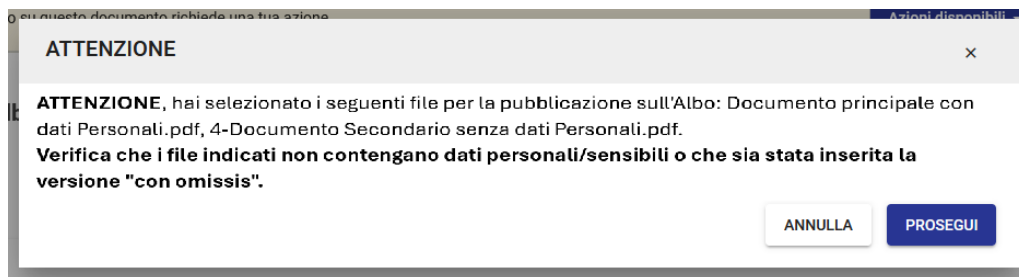 o su questo documento richiede una tua azione
Azioni disponibili
ATTENZIONE
×
ATTENZIONE, hai selezionato i seguenti file per la pubblicazione sull'Albo: Documento principale con
dati Personali.pdf, 4-Documento Secondario senza dati Personali.pdf.
Verifica che i file indicati non contengano dati personali/sensibili o che sia stata inserita la
versione "con omissis".
ANNULLA
PROSEGUI